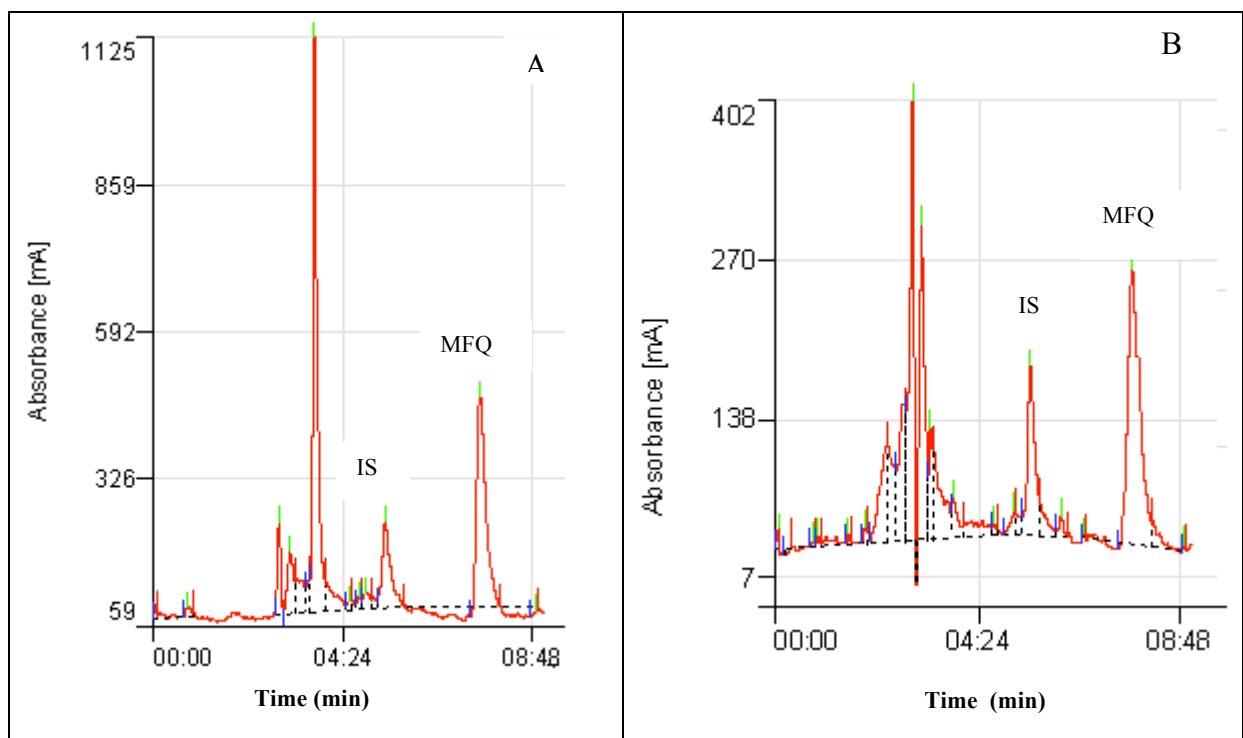 A
1125
859
592
326
59
Absorbance [mA]
IS
MFQ
00:00 04:24 08:48
Time (min)
B
402
270
138
7
Absorbance [mA]
IS
MFQ
00:00 04:24 08:48
Time (min)